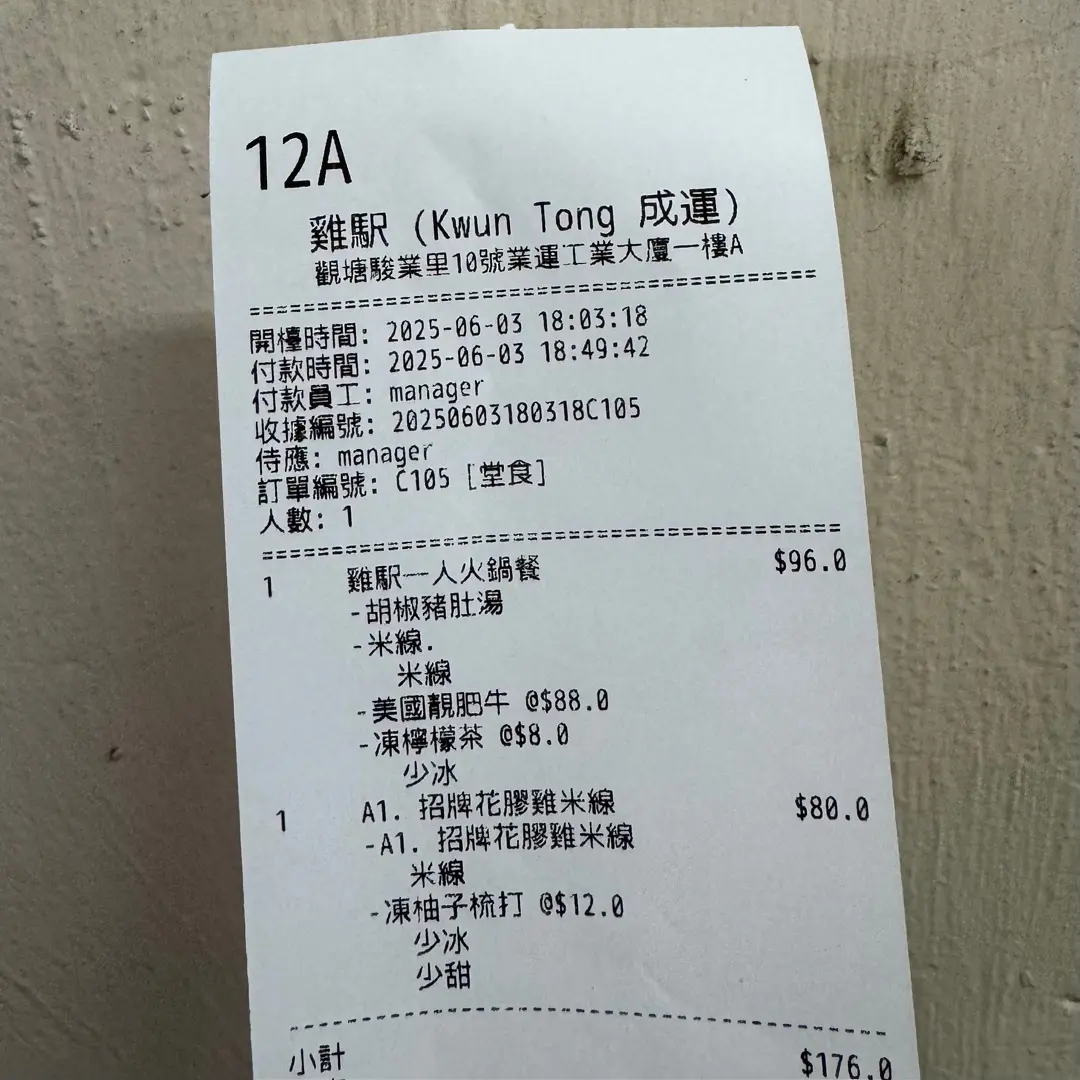 12A
雞駅 (Kwun Tong 成運)
觀塘駿業里10號業運工業大廈一樓A
開檯時間: 2025-06-03 18:03:18
付款時間: 2025-06-03 18:49:42
付款員工: manager
收據編號: 20250603180318C105
侍應: manager
訂單編號: C105 [堂食]
人數: 1
1 雞駅一人火鍋餐 $96.0
-胡椒豬肚湯
-米線.
米線
-美國靚肥牛 @$88.0
-凍檸檬茶 @$8.0
少冰
1 A1. 招牌花膠雞米線 $80.0
-A1. 招牌花膠雞米線
米線
-凍柚子梳打 @$12.0
少冰
少甜
小計 $176.0